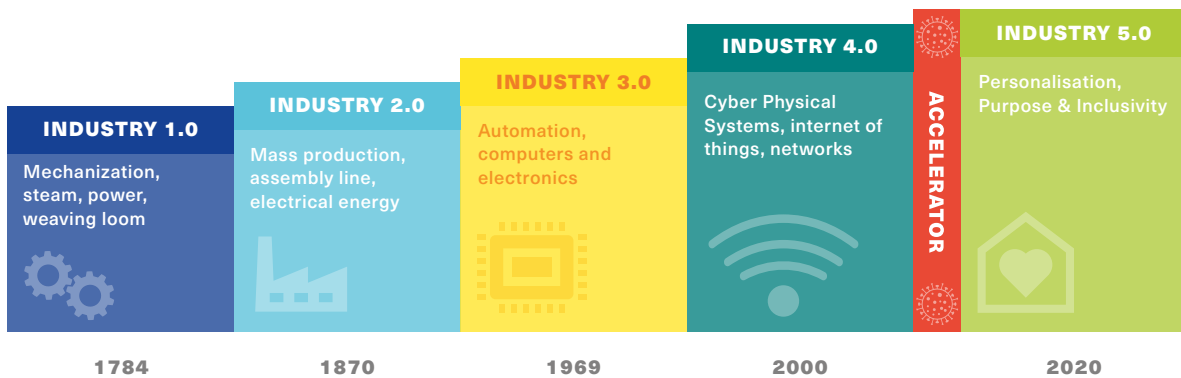 INDUSTRY 1.0
Mechanization,
steam, power,
weaving loom
1784
INDUSTRY 2.0
Mass production,
assembly line,
electrical energy
1870
INDUSTRY 3.0
Automation,
computers and
electronics
1969
INDUSTRY 4.0
Cyber Physical
Systems, internet of
things, networks
2000
ACCELERATOR
INDUSTRY 5.0
Personalisation,
Purpose & Inclusivity
2020